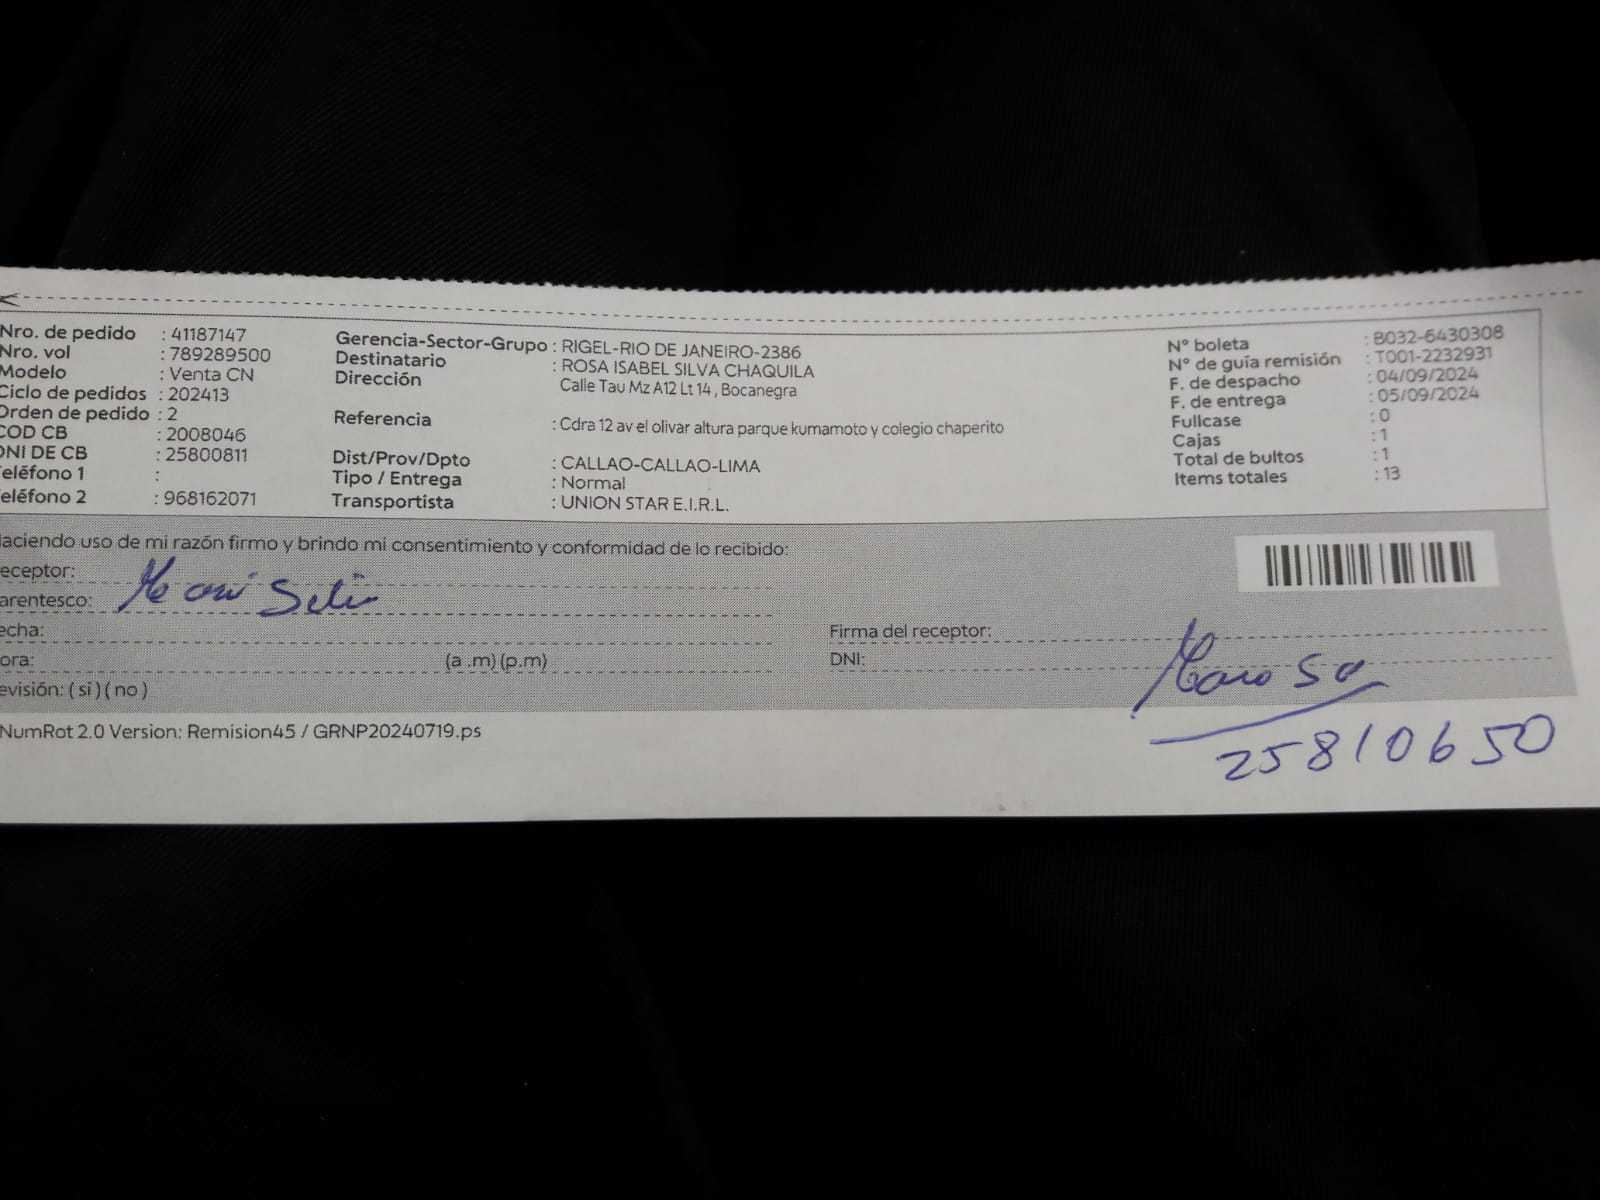 Nro. de pedido : 41187147
Nro. vol : 789289500
Modelo : Venta CN
Ciclo de pedidos : 202413
Orden de pedido : 2
COD CB : 2008046
DNI DE CB : 25800811
eléfono 1 :
eléfono 2 : 968162071
Gerencia-Sector-Grupo : RIGEL-RIO DE JANEIRO-2386
Destinatario : ROSA ISABEL SILVA CHAQUILA
Dirección Calle Tau Mz A12 Lt 14 , Bocanegra
Referencia : Cdra 12 av el olivar altura parque kumamoto y colegio chaperito
Dist/Prov/Dpto : CALLAO-CALLAO-LIMA
Tipo / Entrega : Normal
Transportista : UNION STAR E.I.R.L.
N° boleta : B032-6430308
N° de guía remisión : T001-2232931
F. de despacho : 04/09/2024
F. de entrega : 05/09/2024
Fullcase : 0
Cajas : 1
Total de bultos : 1
Items totales : 13
aciendo uso de mi razón firmo y brindo mi consentimiento y conformidad de lo recibido:
eceptor:
arentesco:
echa:
ora: (a .m) (p.m)
evisión: ( si ) ( no )
Firma del receptor:
DNI:
25810650
NumRot 2.0 Version: Remision45 / GRNP20240719.ps